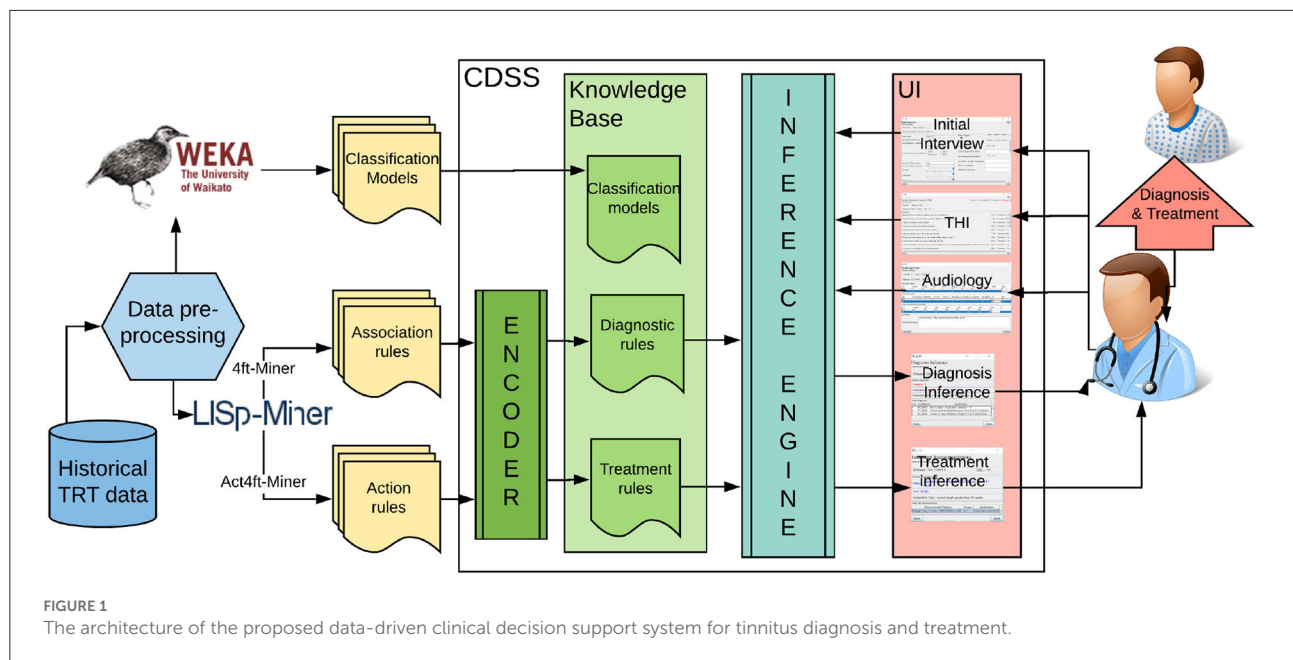 CDSS
Knowledge
Base
UI
WEKA
The University
of Waikato
Classification
Models
Classification
models
I
N
F
E
R
E
N
C
E
E
N
G
I
N
E
Initial
Interview
THI
Audiology
Diagnosis
& Treatment
Data pre-
processing
4ft-Miner
LISp-Miner
Act4ft-Miner
Historical
TRT data
Association
rules
Action
rules
E
N
C
O
D
E
R
Diagnostic
rules
Treatment
rules
Diagnosis
Inference
Treatment
Inference
FIGURE 1
The architecture of the proposed data-driven clinical decision support system for tinnitus diagnosis and treatment.